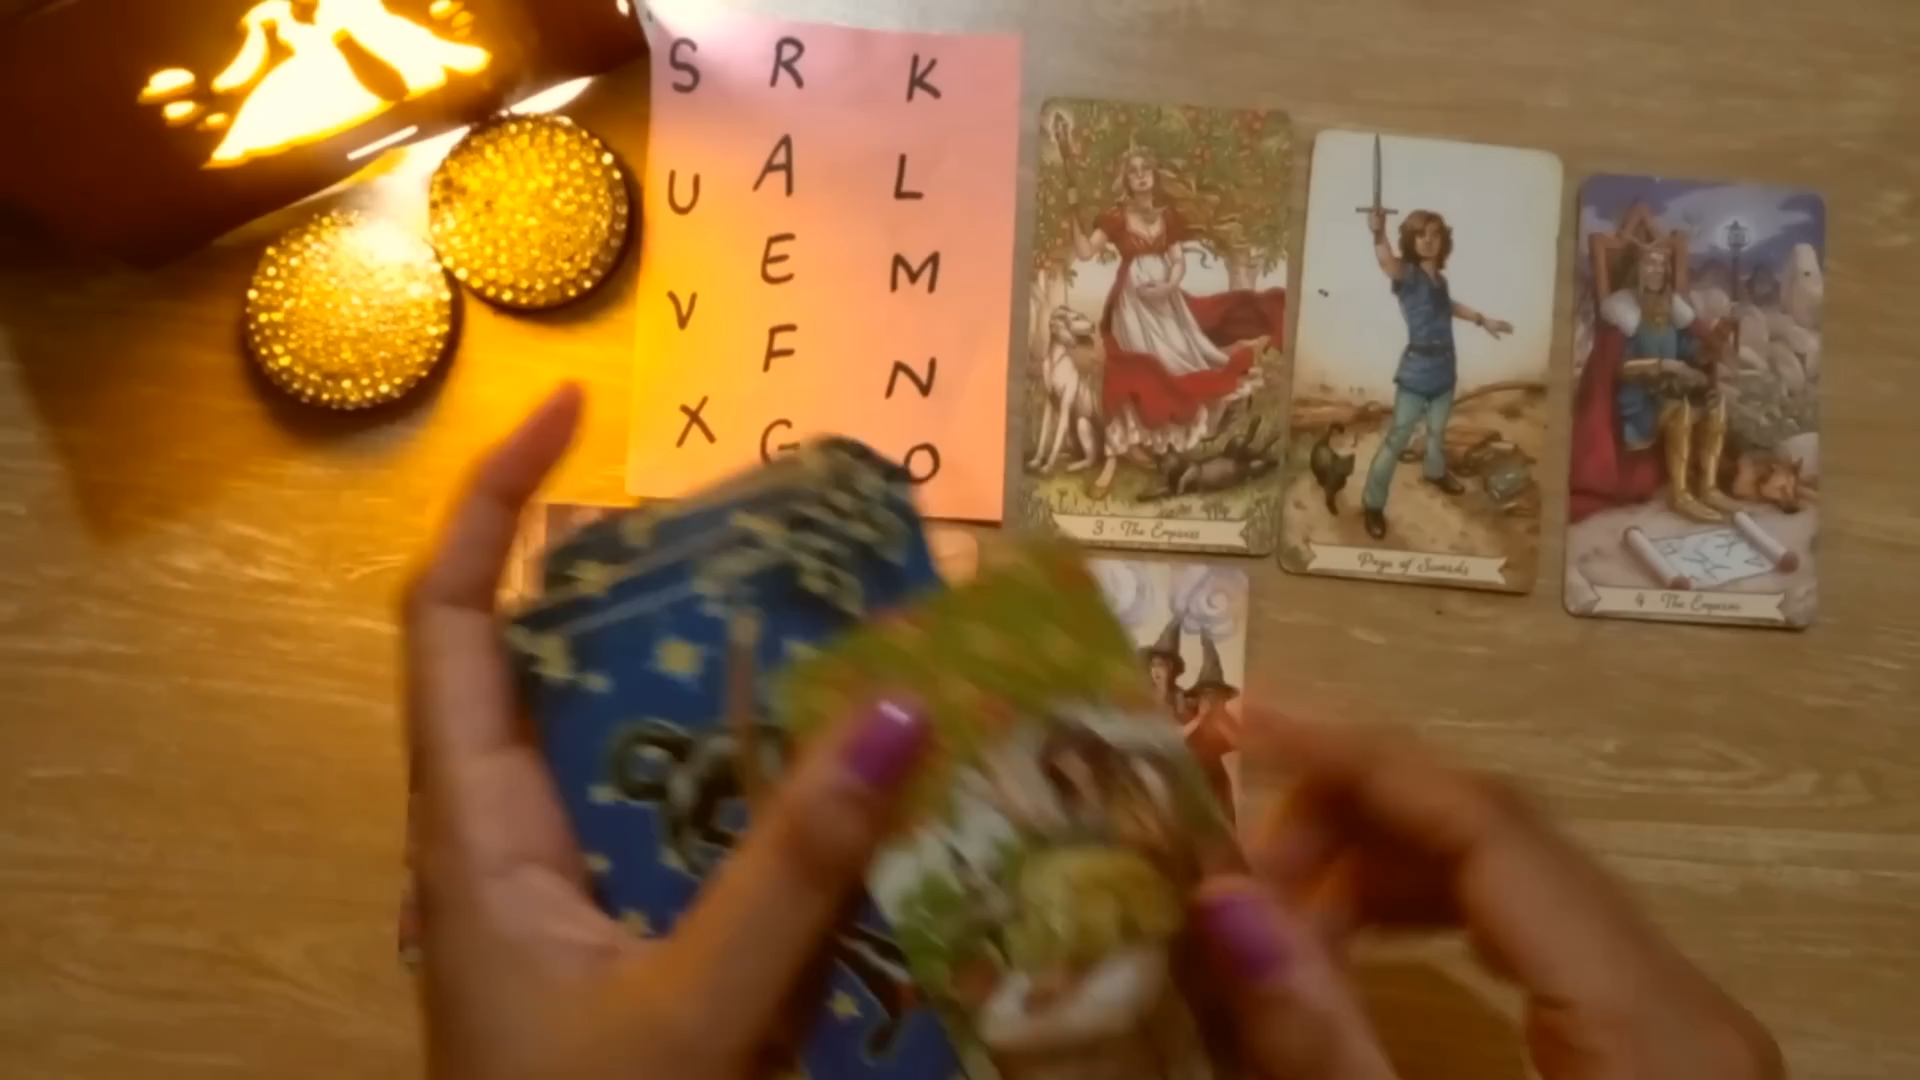 S R K
U A L
V E M
X F N
G O
3 · The Empress
Page of Swords
4 · The Emperor